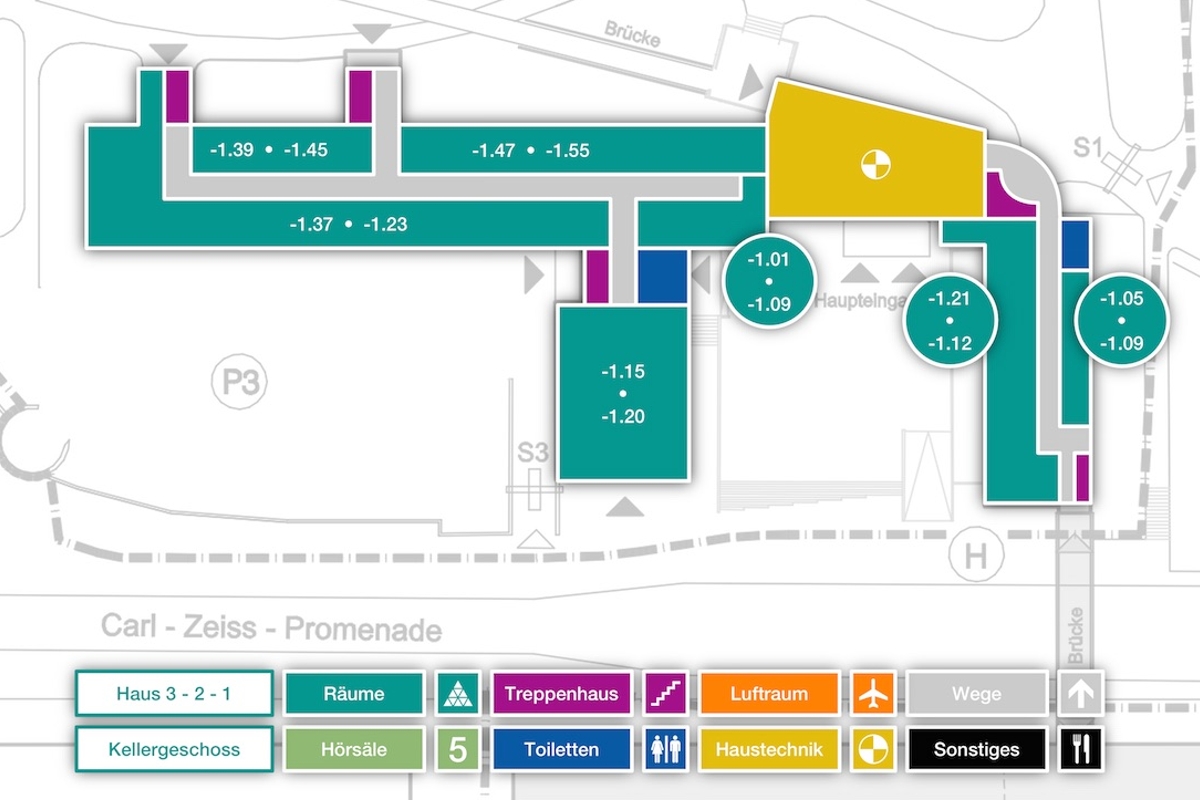 Brücke
S1
-1.39 • -1.45
-1.47 • -1.55
-1.37 • -1.23
-1.01
•
-1.09
Haupteinga
-1.21
•
-1.12
-1.05
•
-1.09
P3
-1.15
•
-1.20
S3
H
Carl - Zeiss - Promenade
Brücke
Haus 3 - 2 - 1
Räume
Treppenhaus
Luftraum
Wege
Kellergeschoss
Hörsäle
5
Toiletten
Haustechnik
Sonstiges